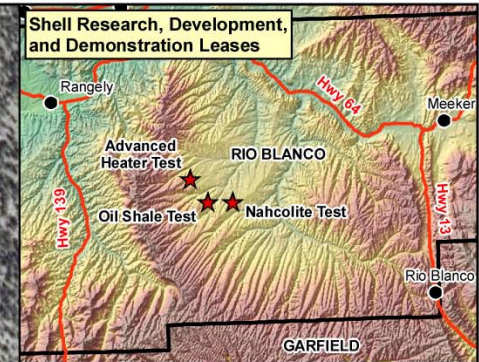 Shell Research, Development,
and Demonstration Leases
Rangely
Hwy 64
Meeker
Advanced
Heater Test
RIO BLANCO
Hwy 139
Oil Shale Test
Nahcolite Test
Hwy 13
Rio Blanco
GARFIELD